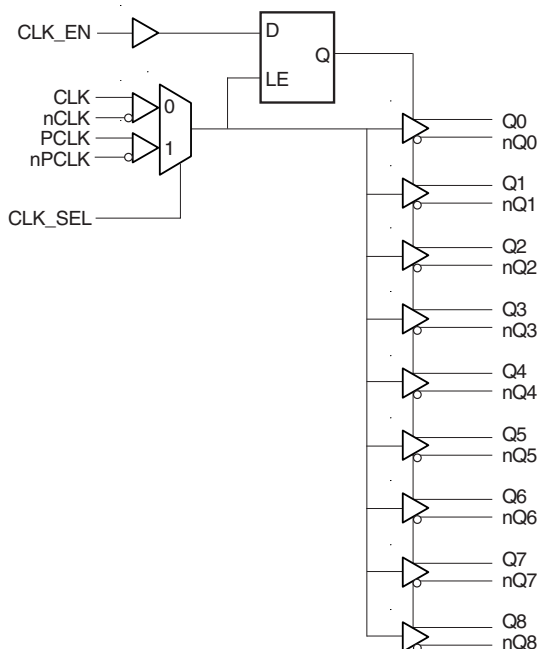 CLK_EN
D
Q
LE
CLK
nCLK
PCLK
nPCLK
0
1
CLK_SEL
Q0
nQ0
Q1
nQ1
Q2
nQ2
Q3
nQ3
Q4
nQ4
Q5
nQ5
Q6
nQ6
Q7
nQ7
Q8
nQ8